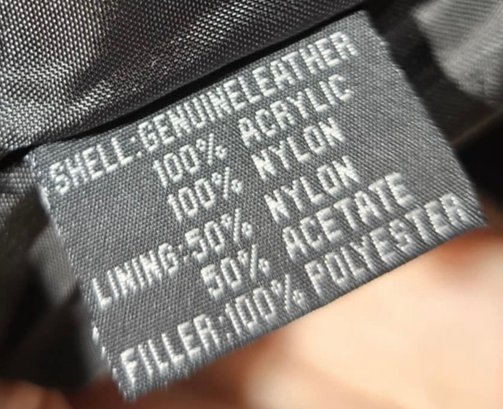 SHELL:GENUINELEATHER
100% ACRYLIC
100% NYLON
LINING:50% NYLON
50% ACETATE
FILLER:100% POLYESTER